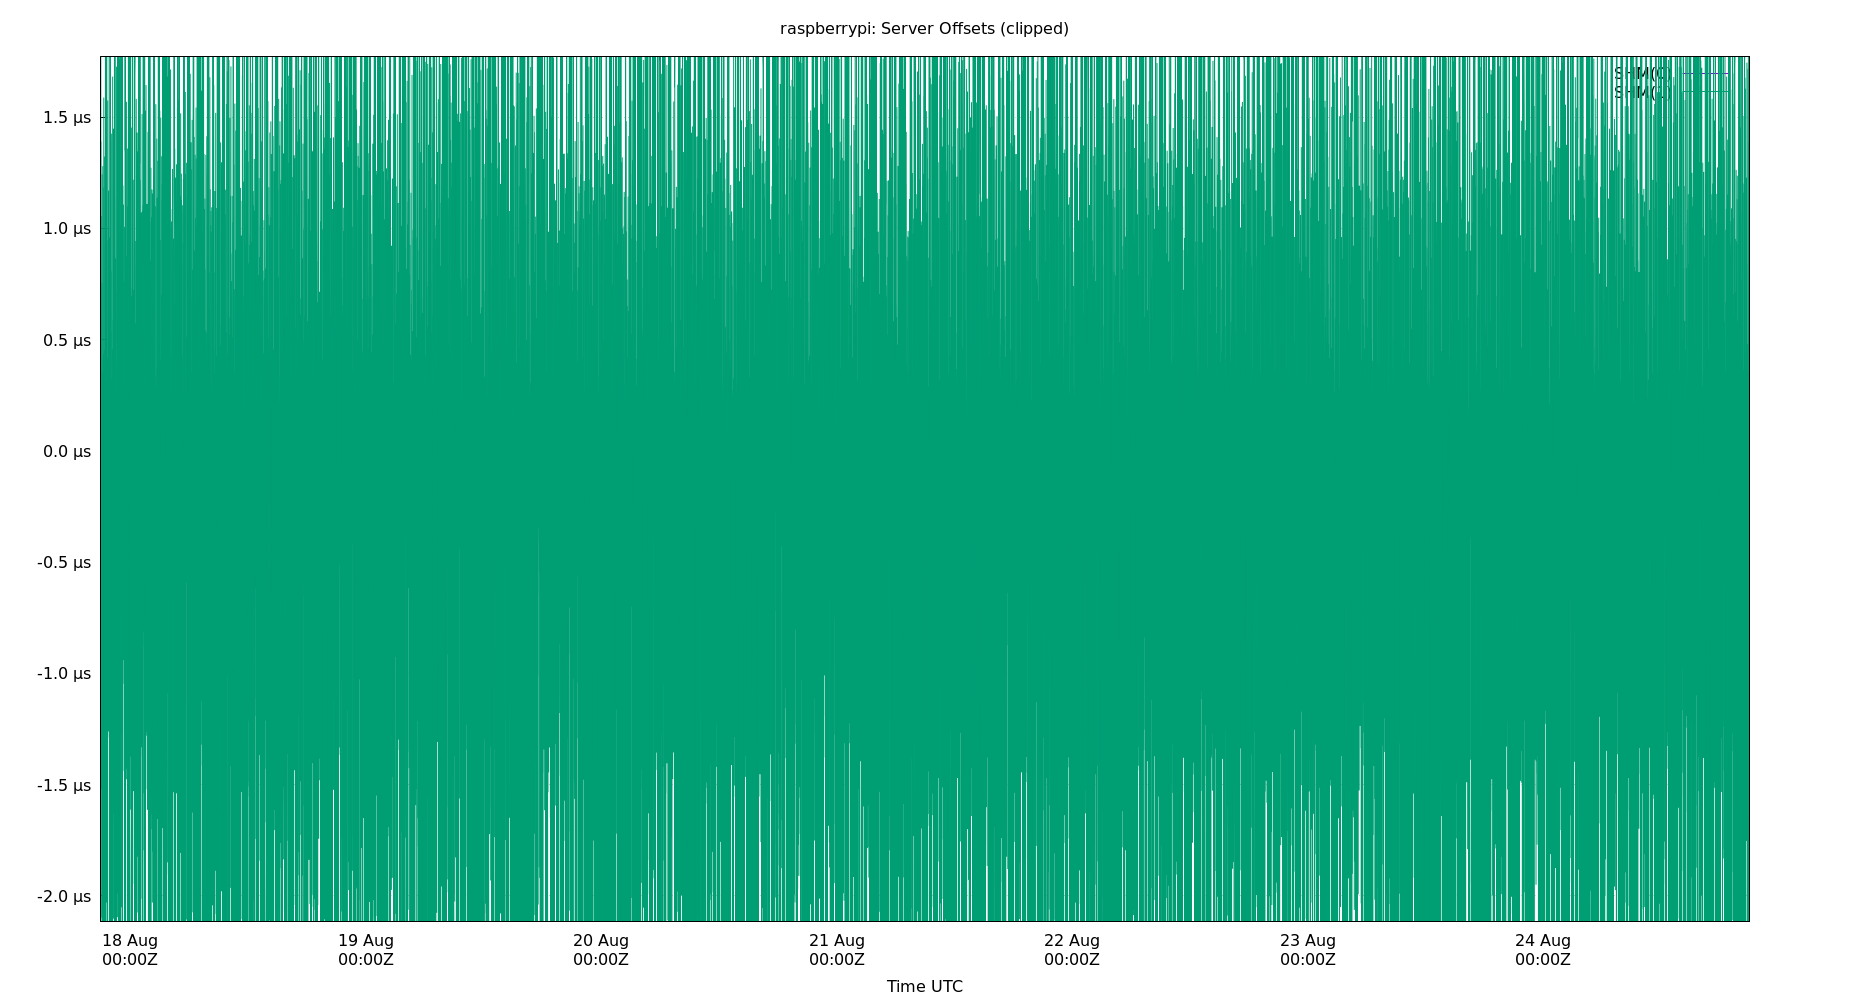 raspberrypi: Server Offsets (clipped)
SHM(0)
1.5 µs
1.0 µs
0.5 µs
0.0 µs
-0.5 µs
-1.0 µs
-1.5 µs
-2.0 µs
18 Aug 19 Aug 20 Aug 21 Aug 22 Aug 23 Aug 24 Aug
00:00Z 00:00Z 00:00Z 00:00Z 00:00Z 00:00Z 00:00Z
Time UTC